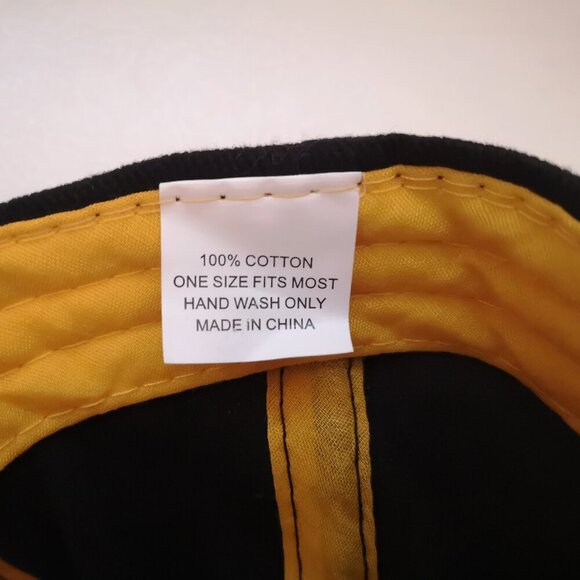 100% COTTON
ONE SIZE FITS MOST
HAND WASH ONLY
MADE IN CHINA